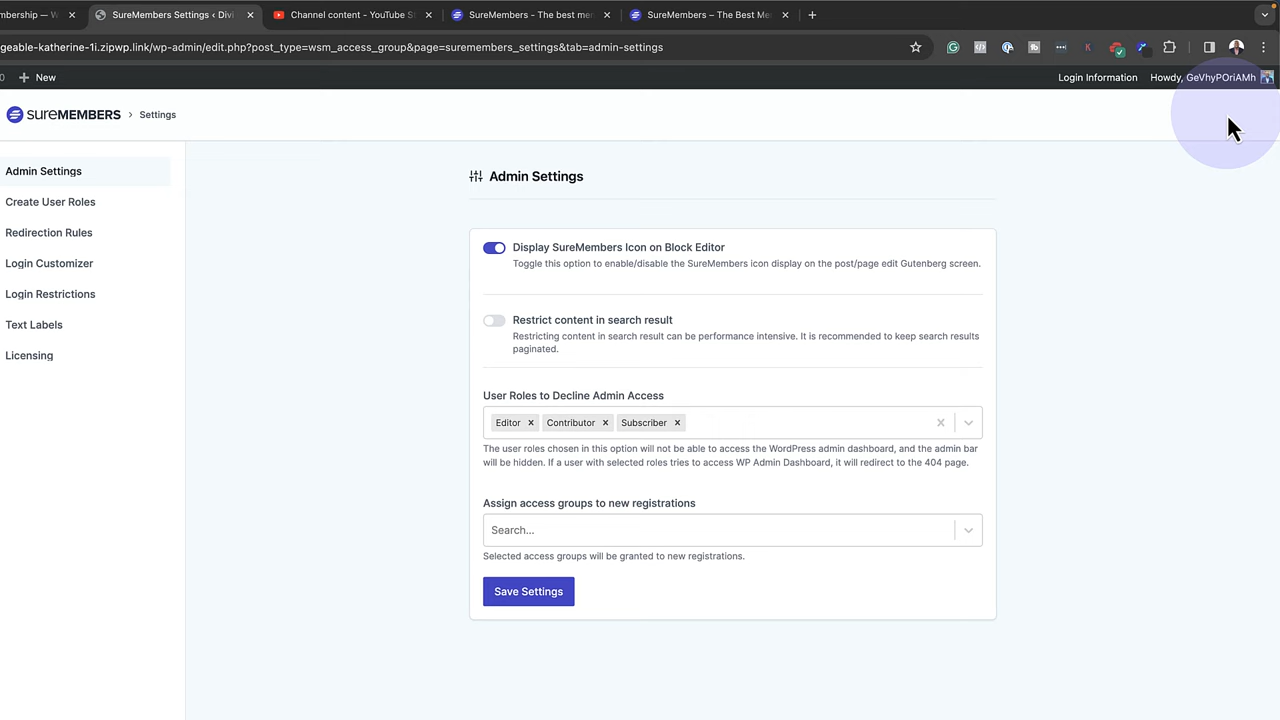 mbership — W
SureMembers Settings ‹ Divi
Channel content - YouTube St
SureMembers - The best mem
SureMembers – The Best Me
geable-katherine-1i.zipwp.link/wp-admin/edit.php?post_type=wsm_access_group&page=suremembers_settings&tab=admin-settings
0
New
Login Information
Howdy, GeVhyPOriAMh
SureMEMBERS
Settings
Admin Settings
Create User Roles
Redirection Rules
Login Customizer
Login Restrictions
Text Labels
Licensing
Admin Settings
Display SureMembers Icon on Block Editor
Toggle this option to enable/disable the SureMembers icon display on the post/page edit Gutenberg screen.
Restrict content in search result
Restricting content in search result can be performance intensive. It is recommended to keep search results
paginated.
User Roles to Decline Admin Access
Editor
Contributor
Subscriber
The user roles chosen in this option will not be able to access the WordPress admin dashboard, and the admin bar
will be hidden. If a user with selected roles tries to access WP Admin Dashboard, it will redirect to the 404 page.
Assign access groups to new registrations
Search...
Selected access groups will be granted to new registrations.
Save Settings